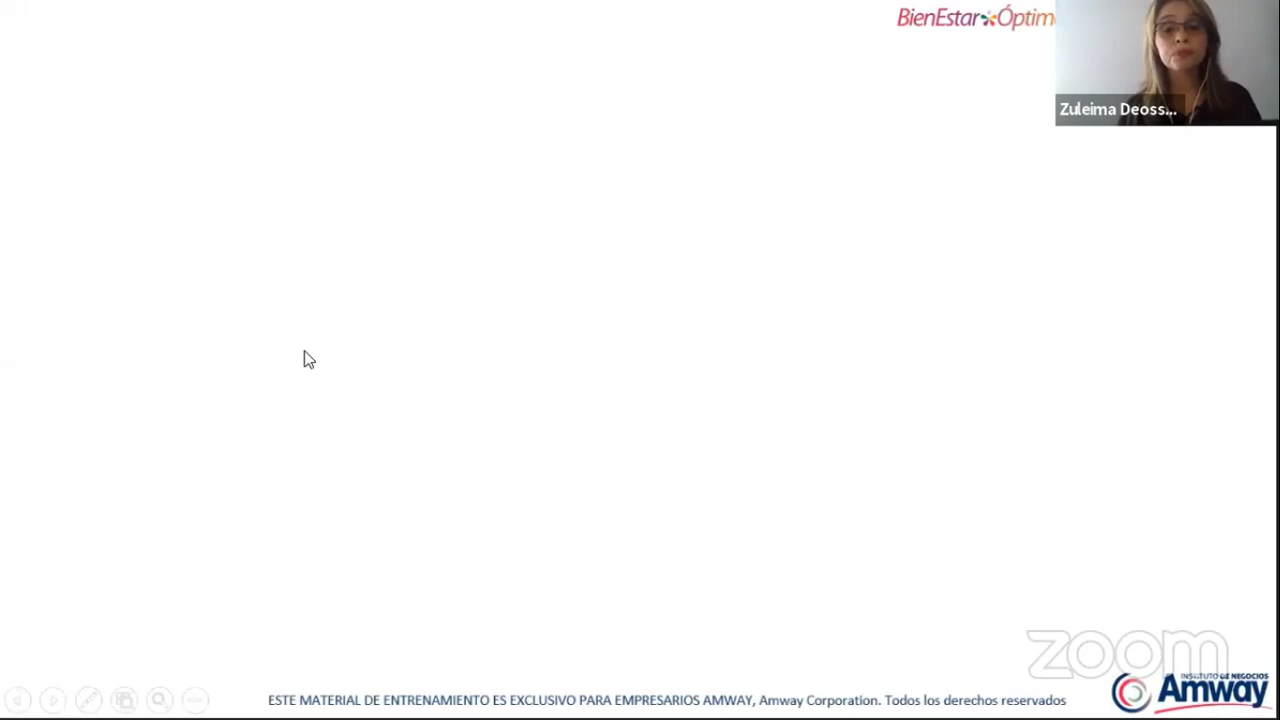 BienEstar Óptim
Zuleima Deoss...
zoom
INSTITUTO DE NEGOCIOS
ESTE MATERIAL DE ENTRENAMIENTO ES EXCLUSIVO PARA EMPRESARIOS AMWAY, Amway Corporation. Todos los derechos reservados
Amway